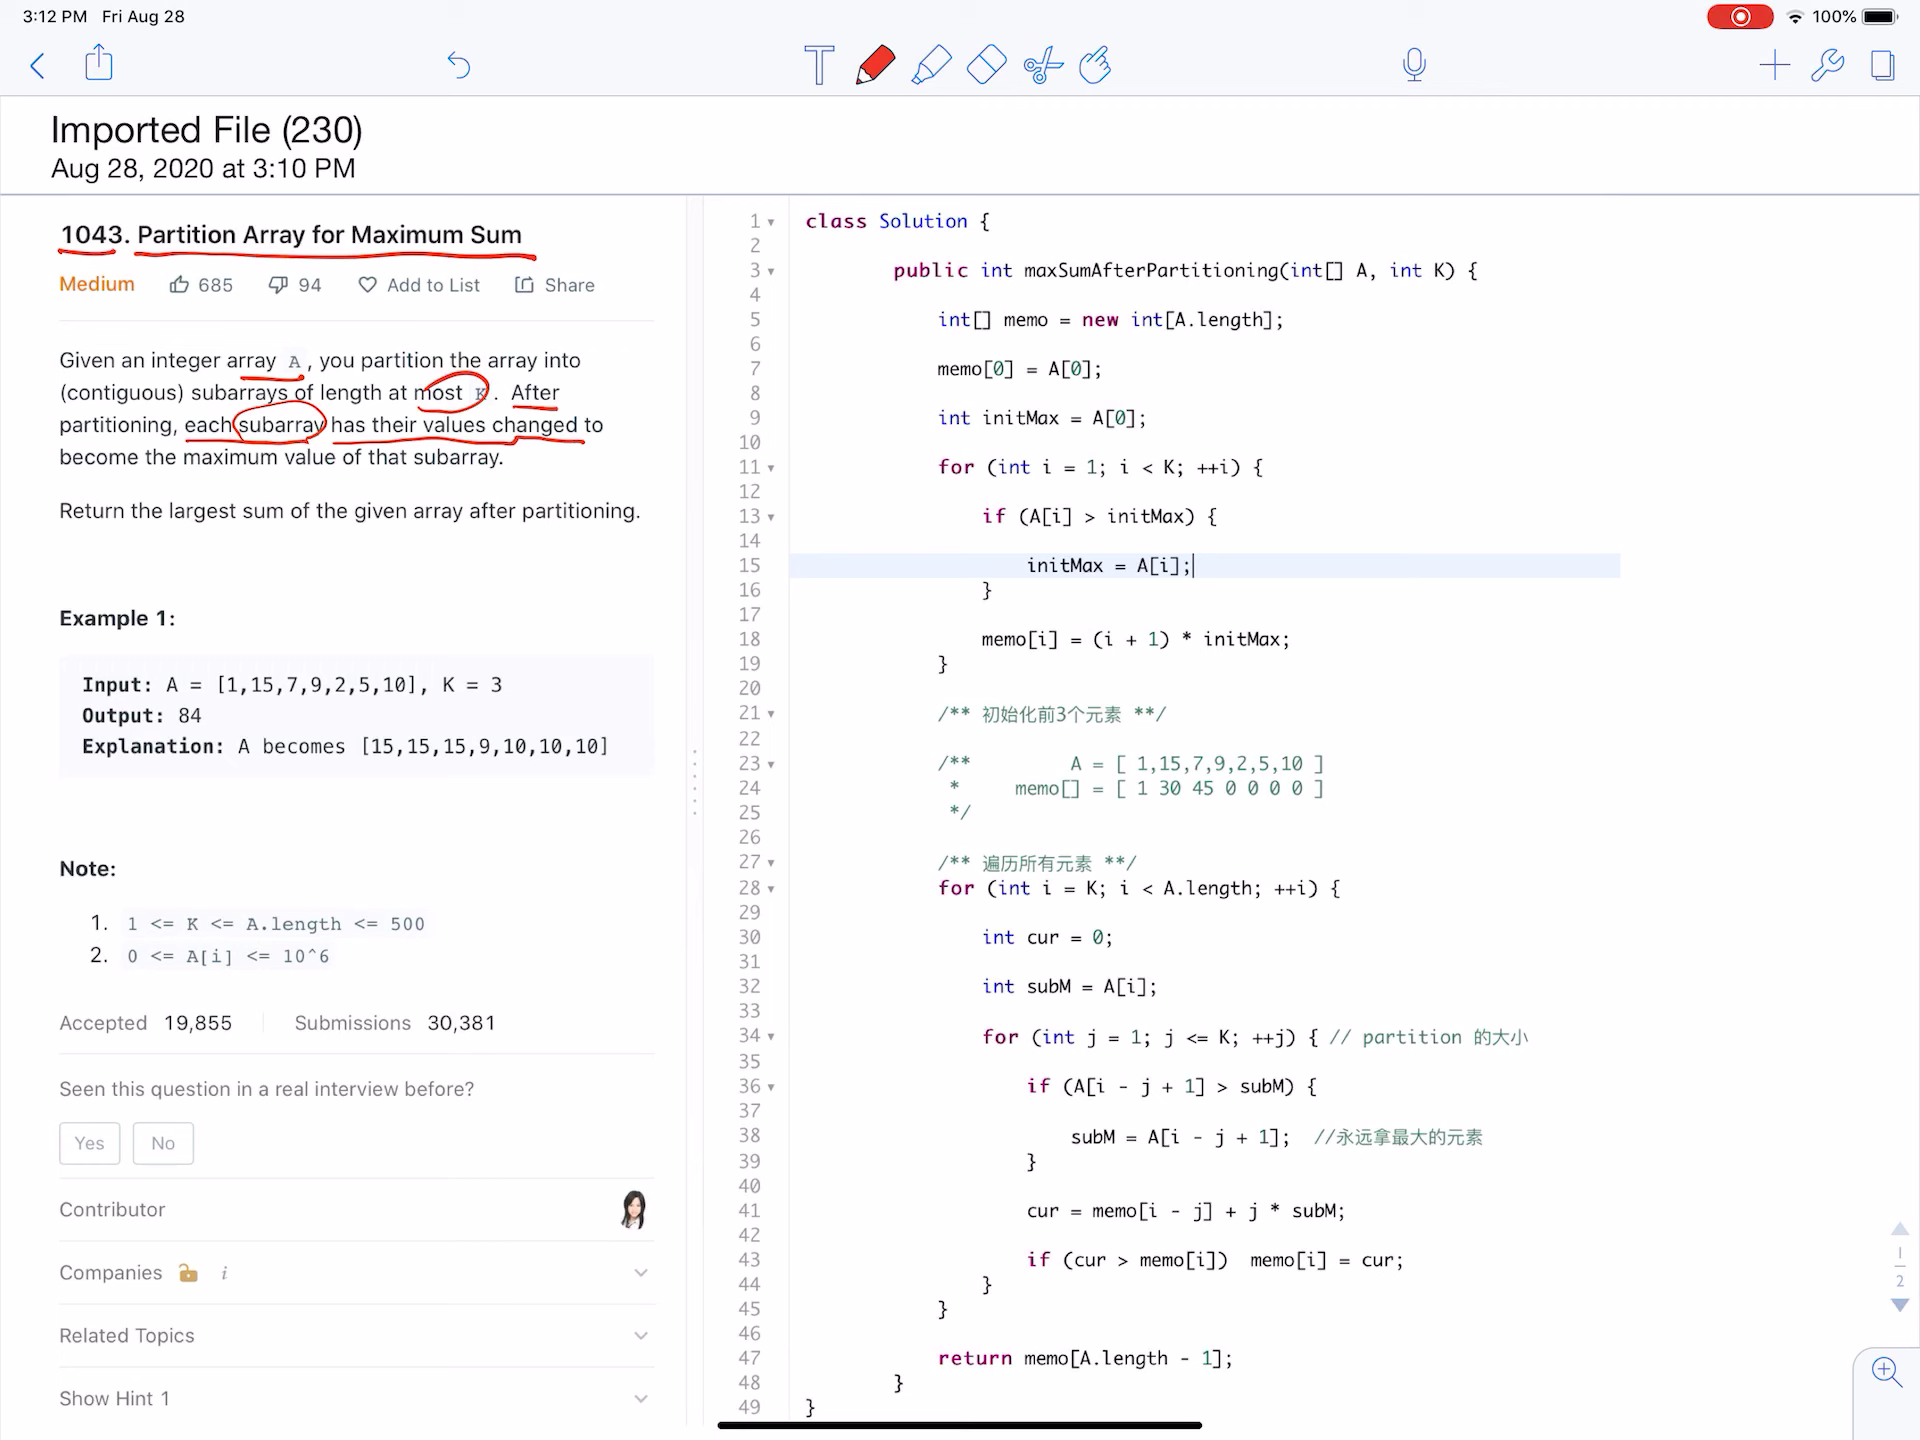 3:12 PM Fri Aug 28
100%
Imported File (230)
Aug 28, 2020 at 3:10 PM
1043. Partition Array for Maximum Sum
Medium 685 94 Add to List Share
Given an integer array A , you partition the array into
(contiguous) subarrays of length at most K . After
partitioning, each subarray has their values changed to
become the maximum value of that subarray.
Return the largest sum of the given array after partitioning.
Example 1:
Input: A = [1,15,7,9,2,5,10], K = 3
Output: 84
Explanation: A becomes [15,15,15,9,10,10,10]
Note:
1. 1 <= K <= A.length <= 500
2. 0 <= A[i] <= 10^6
Accepted 19,855 Submissions 30,381
Seen this question in a real interview before?
Yes No
Contributor
Companies i
Related Topics
Show Hint 1
1 class Solution {
2
3 public int maxSumAfterPartitioning(int[] A, int K) {
4
5 int[] memo = new int[A.length];
6
7 memo[0] = A[0];
8
9 int initMax = A[0];
10
11 for (int i = 1; i < K; ++i) {
12
13 if (A[i] > initMax) {
14
15 initMax = A[i];
16 }
17
18 memo[i] = (i + 1) * initMax;
19 }
20
21 /** 初始化前3个元素 **/
22
23 /** A = [ 1,15,7,9,2,5,10 ]
24 * memo[] = [ 1 30 45 0 0 0 0 ]
25 */
26
27 /** 遍历所有元素 **/
28 for (int i = K; i < A.length; ++i) {
29
30 int cur = 0;
31
32 int subM = A[i];
33
34 for (int j = 1; j <= K; ++j) { // partition 的大小
35
36 if (A[i - j + 1] > subM) {
37
38 subM = A[i - j + 1]; //永远拿最大的元素
39 }
40
41 cur = memo[i - j] + j * subM;
42
43 if (cur > memo[i]) memo[i] = cur;
44 }
45 }
46
47 return memo[A.length - 1];
48 }
49 }
1
2